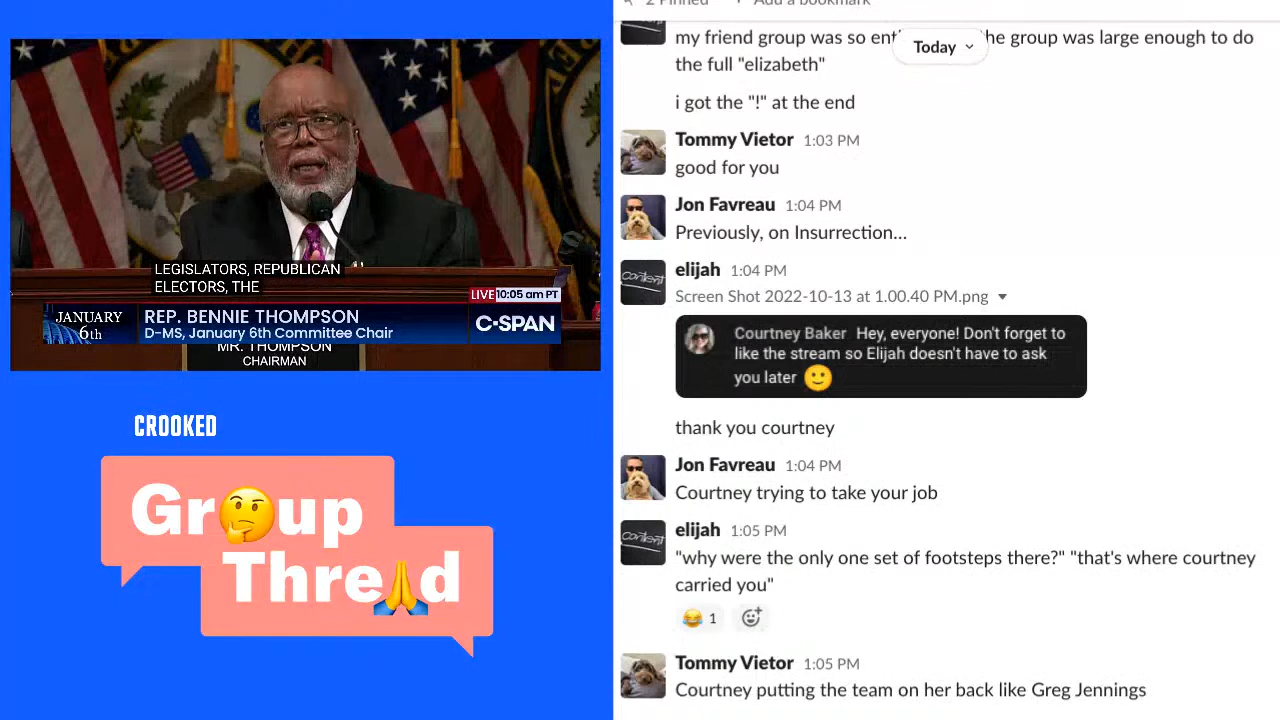 LEGISLATORS, REPUBLICAN
ELECTORS, THE
LIVE 10:05 am PT
JANUARY
6th
REP. BENNIE THOMPSON
D-MS, January 6th Committee Chair
C-SPAN
MR. THOMPSON
CHAIRMAN
CROOKED
Gr🤔up
Thre🙏d
2 Pinned
Add a bookmark
my friend group was so he group was large enough to do
the full "elizabeth"
Today
i got the "!" at the end
Tommy Vietor 1:03 PM
good for you
Jon Favreau 1:04 PM
Previously, on Insurrection...
elijah 1:04 PM
Screen Shot 2022-10-13 at 1.00.40 PM.png
Courtney Baker Hey, everyone! Don't forget to
like the stream so Elijah doesn't have to ask
you later 🙂
thank you courtney
Jon Favreau 1:04 PM
Courtney trying to take your job
content
elijah 1:05 PM
"why were the only one set of footsteps there?" "that's where courtney
carried you"
😂 1
Tommy Vietor 1:05 PM
Courtney putting the team on her back like Greg Jennings